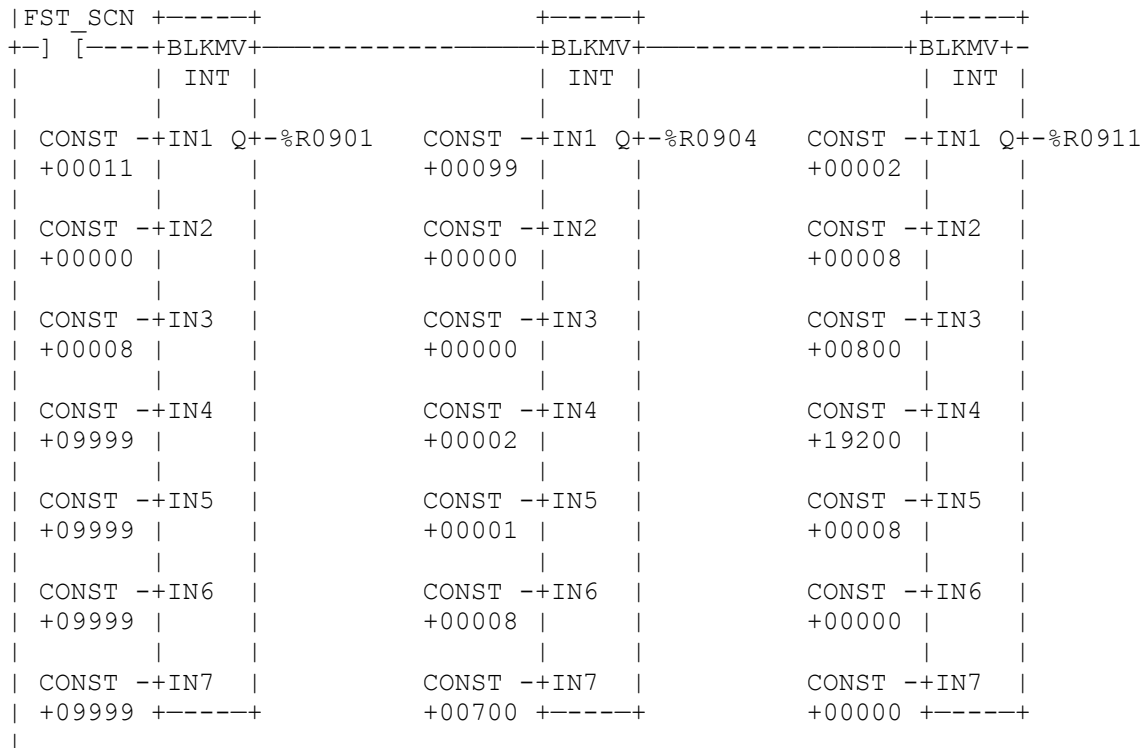 |FST_SCN +—----—+ +—----—+ +—----—+
+—] [—----+BLKMV+————---------------——————+BLKMV+————---------——————+BLKMV+-
| | INT | | INT | | INT |
| | | | | | |
| CONST -+IN1 Q+-%R0901 CONST -+IN1 Q+-%R0904 CONST -+IN1 Q+-%R0911
| +00011 | | +00099 | | +00002 | |
| | | | | | |
| CONST -+IN2 | CONST -+IN2 | CONST -+IN2 |
| +00000 | | +00000 | | +00008 | |
| | | | | | |
| CONST -+IN3 | CONST -+IN3 | CONST -+IN3 |
| +00008 | | +00000 | | +00800 | |
| | | | | | |
| CONST -+IN4 | CONST -+IN4 | CONST -+IN4 |
| +09999 | | +00002 | | +19200 | |
| | | | | | |
| CONST -+IN5 | CONST -+IN5 | CONST -+IN5 |
| +09999 | | +00001 | | +00008 | |
| | | | | | |
| CONST -+IN6 | CONST -+IN6 | CONST -+IN6 |
| +09999 | | +00008 | | +00000 | |
| | | | | | |
| CONST -+IN7 | CONST -+IN7 | CONST -+IN7 |
| +09999 +—----—+ +00700 +—----—+ +00000 +—----—+
|